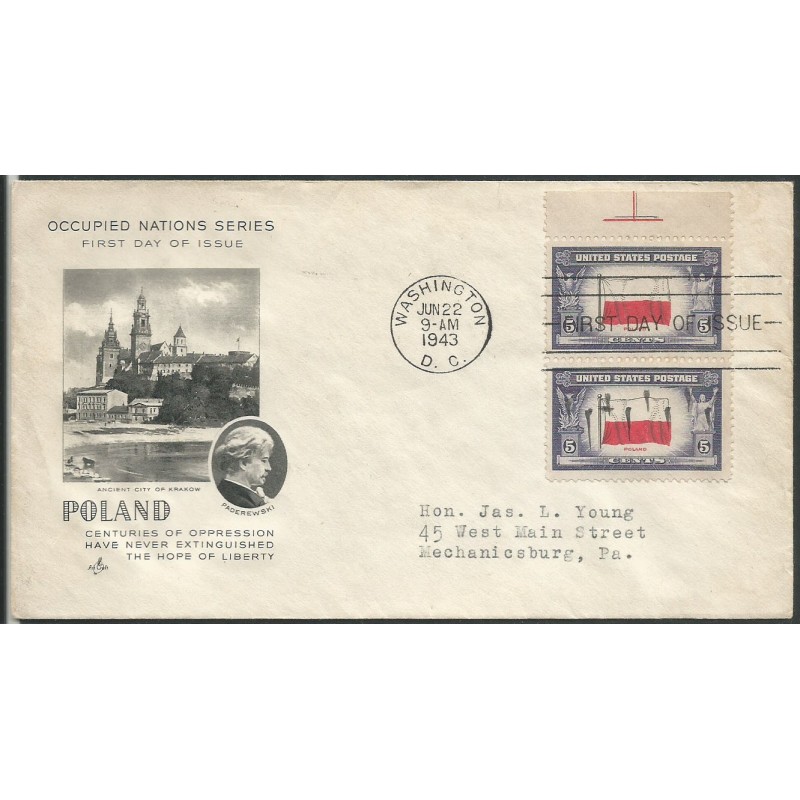 OCCUPIED NATIONS SERIES
FIRST DAY OF ISSUE
ANCIENT CITY OF KRAKOW
PADEREWSKI
POLAND
CENTURIES OF OPPRESSION
HAVE NEVER EXTINGUISHED
THE HOPE OF LIBERTY
Art Craft
WASHINGTON
JUN 22
9-AM
1943
D. C.
UNITED STATES POSTAGE
FIRST DAY OF ISSUE
5 5
CENTS
UNITED STATES POSTAGE
POLAND
5 5
CENTS
Hon. Jas. L. Young
45 West Main Street
Mechanicsburg, Pa.